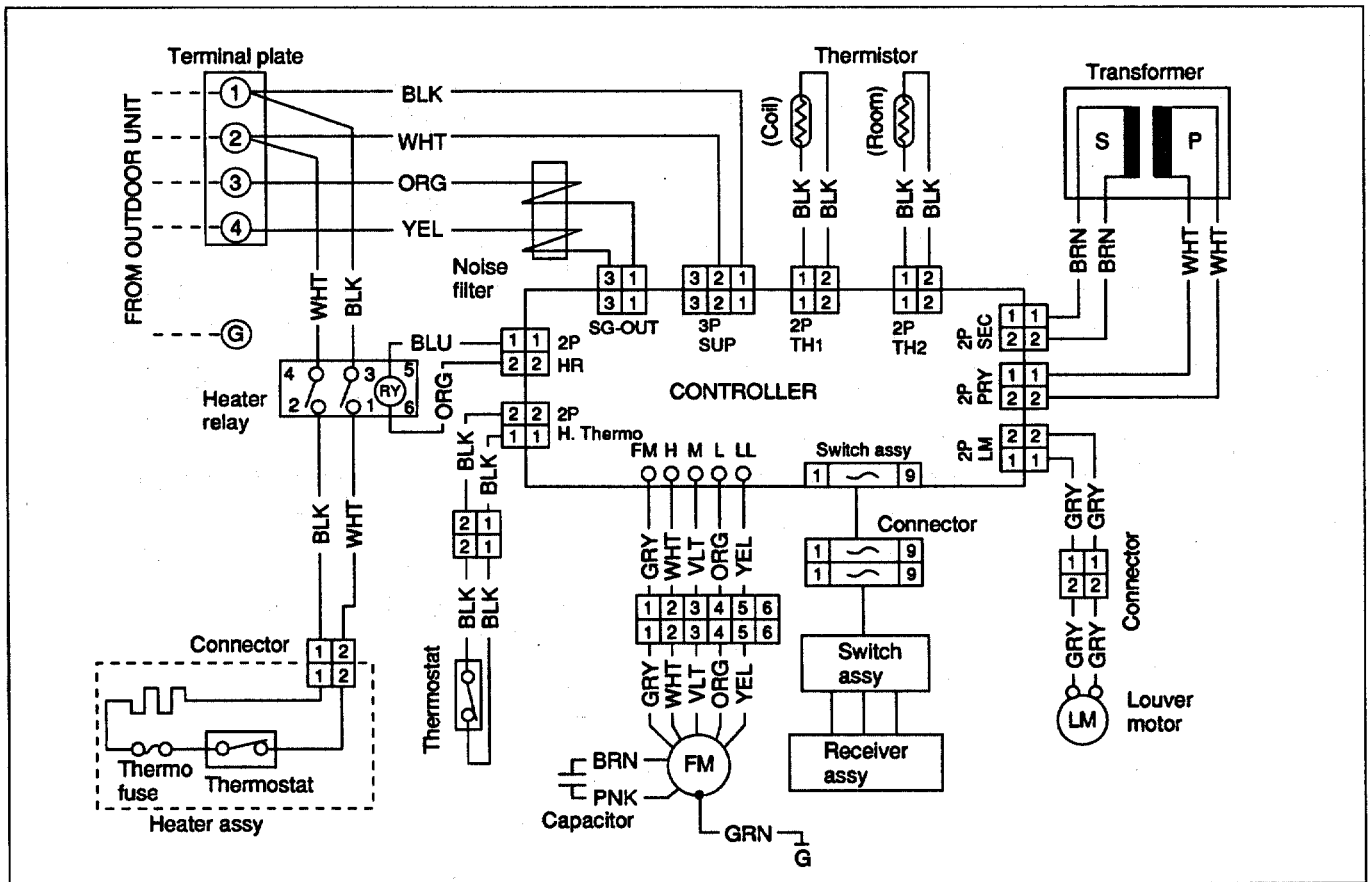 Terminal plate
FROM OUTDOOR UNIT
1
2
3
4
G
BLK
WHT
ORG
YEL
Noise
filter
Thermistor
(Coil)
(Room)
BLK
BLK
BLK
BLK
Transformer
S
P
BRN
BRN
WHT
WHT
3 1
3 1
SG-OUT
3 2 1
3 2 1
3P
SUP
1 2
1 2
2P
TH1
1 2
1 2
2P
TH2
1 1
2 2
2P
SEC
1 1
2 2
2P
PRY
2 2
1 1
2P
LM
WHT
BLK
BLU
ORG
1 1
2 2
2P
HR
Heater
relay
4
3
5
RY
2
1
6
CONTROLLER
2 2
1 1
2P
H. Thermo
BLK
BLK
2 1
2 1
BLK
BLK
Thermostat
BLK
WHT
Connector
1 2
1 2
Thermo
fuse
Thermostat
Heater assy
FM H M L LL
GRY
WHT
VLT
ORG
YEL
1 2 3 4 5 6
1 2 3 4 5 6
GRY
WHT
VLT
ORG
YEL
FM
BRN
PNK
Capacitor
GRN
G
Switch assy
1 9
Connector
1 9
1 9
Switch
assy
Receiver
assy
GRY
GRY
1 1
2 2
Connector
GRY
GRY
LM
Louver
motor